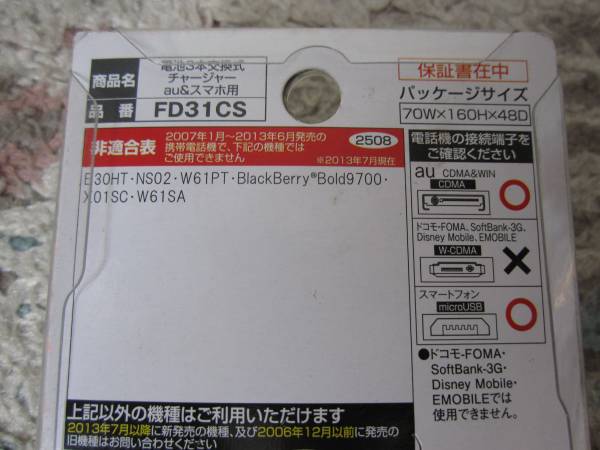 商品名
電池3本交換式
チャージャー
au&スマホ用
品番
FD31CS
保証書在中
パッケージサイズ
70W×160H×48D
非適合表
2007年1月〜2013年6月発売の
携帯電話機で、下記の機種では
ご使用できません
2508
※2013年7月現在
E30HT・NS02・W61PT・BlackBerry®Bold9700・
X01SC・W61SA
電話機の接続端子を
ご確認ください
au CDMA&WIN
CDMA
ドコモ-FOMA、SoftBank-3G、
Disney Mobile、EMOBILE
W-CDMA
スマートフォン
microUSB
●ドコモ-FOMA・
SoftBank-3G・
Disney Mobile・
EMOBILEでは
使用できません。
上記以外の機種はご利用いただけます
2013年7月以降に新発売の機種、及び2006年12月以前に発売の
旧機種はお問い合わせください